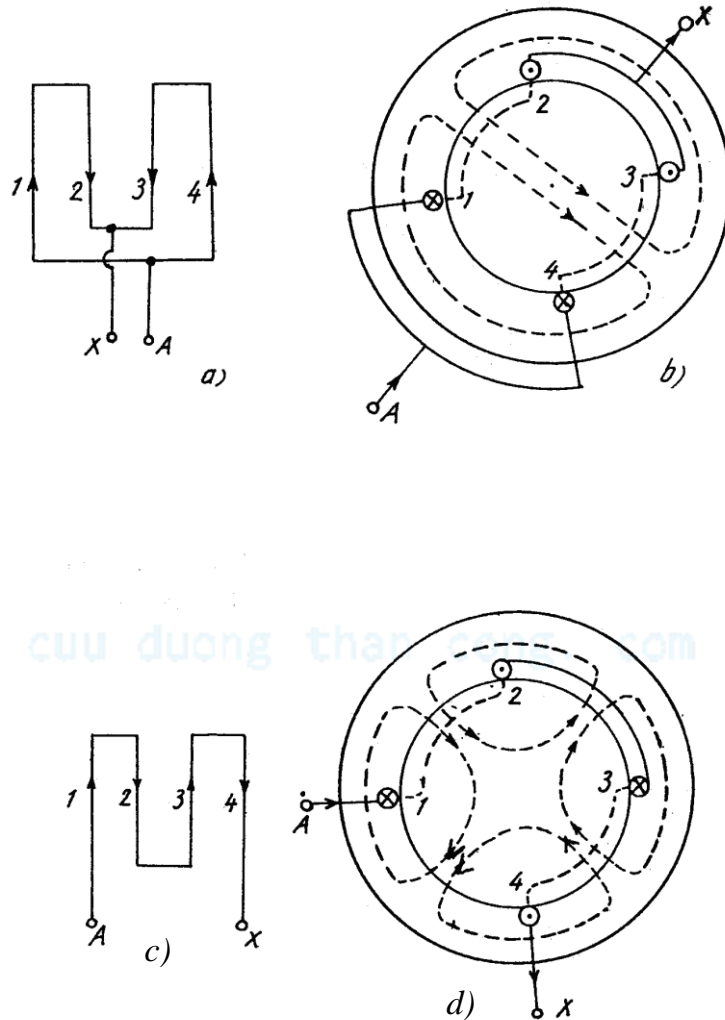 1 2 3 4
X A
a)
X
2
3
1
4
A
b)
cuu duong than cong. com
1 2 3 4
A X
c)
2
A 1 3
4
X
d)